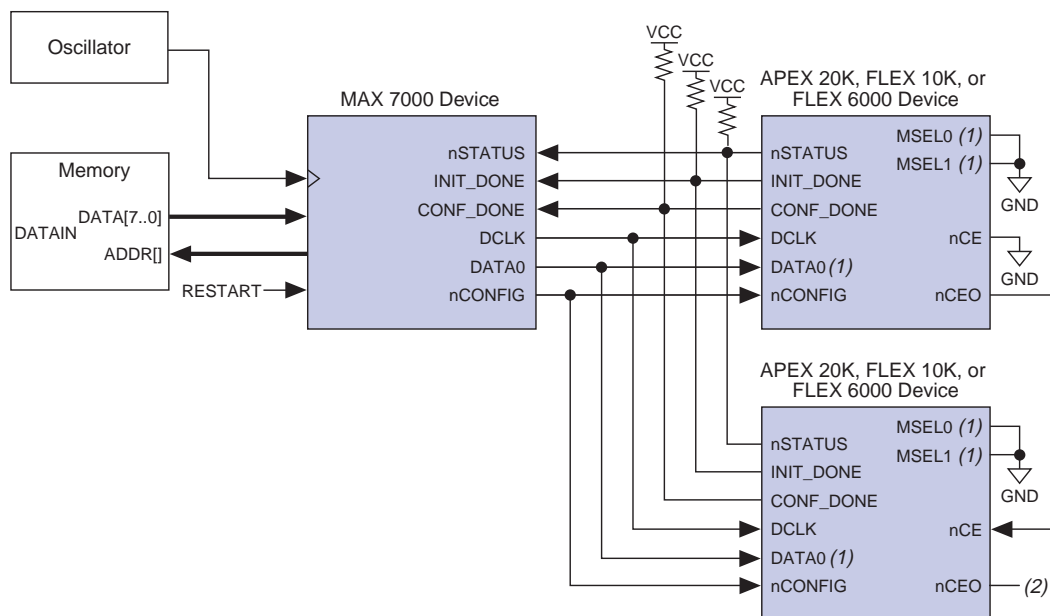 Oscillator
Memory
DATAIN
DATA[7..0]
ADDR[]
RESTART
MAX 7000 Device
nSTATUS
INIT_DONE
CONF_DONE
DCLK
DATA0
nCONFIG
VCC
VCC
VCC
APEX 20K, FLEX 10K, or
FLEX 6000 Device
nSTATUS
INIT_DONE
CONF_DONE
DCLK
DATA0 (1)
nCONFIG
MSEL0 (1)
MSEL1 (1)
GND
nCE
GND
nCEO
APEX 20K, FLEX 10K, or
FLEX 6000 Device
nSTATUS
INIT_DONE
CONF_DONE
DCLK
DATA0 (1)
nCONFIG
MSEL0 (1)
MSEL1 (1)
GND
nCE
nCEO
(2)